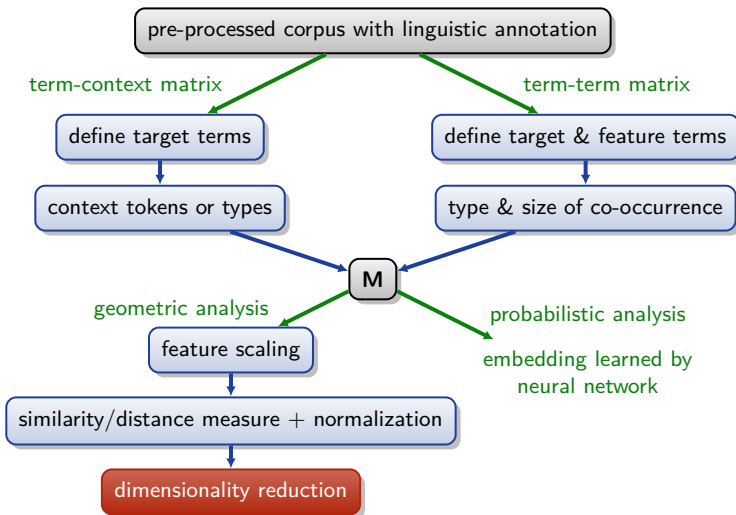 pre-processed corpus with linguistic annotation
term-context matrix
term-term matrix
define target terms
define target & feature terms
context tokens or types
type & size of co-occurrence
M
geometric analysis
probabilistic analysis
feature scaling
embedding learned by
neural network
similarity/distance measure + normalization
dimensionality reduction